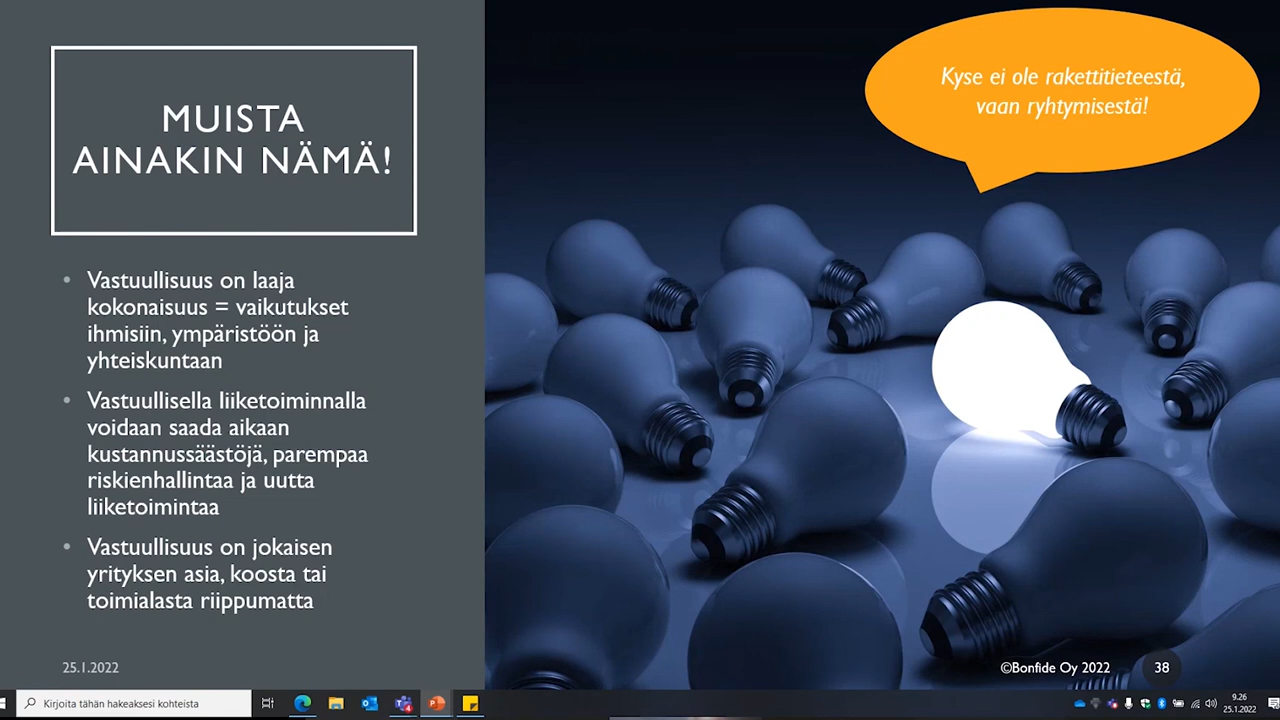 MUISTA
AINAKIN NÄMÄ!
Kyse ei ole rakettitieteestä,
vaan ryhtymisestä!
• Vastuullisuus on laaja
kokonaisuus = vaikutukset
ihmisiin, ympäristöön ja
yhteiskuntaan
• Vastuullisella liiketoiminnalla
voidaan saada aikaan
kustannussäästöjä, parempaa
riskienhallintaa ja uutta
liiketoimintaa
• Vastuullisuus on jokaisen
yrityksen asia, koosta tai
toimialasta riippumatta
25.1.2022
©Bonfide Oy 2022
38
Kirjoita tähän hakeaksesi kohteista
9.26
25.1.2022